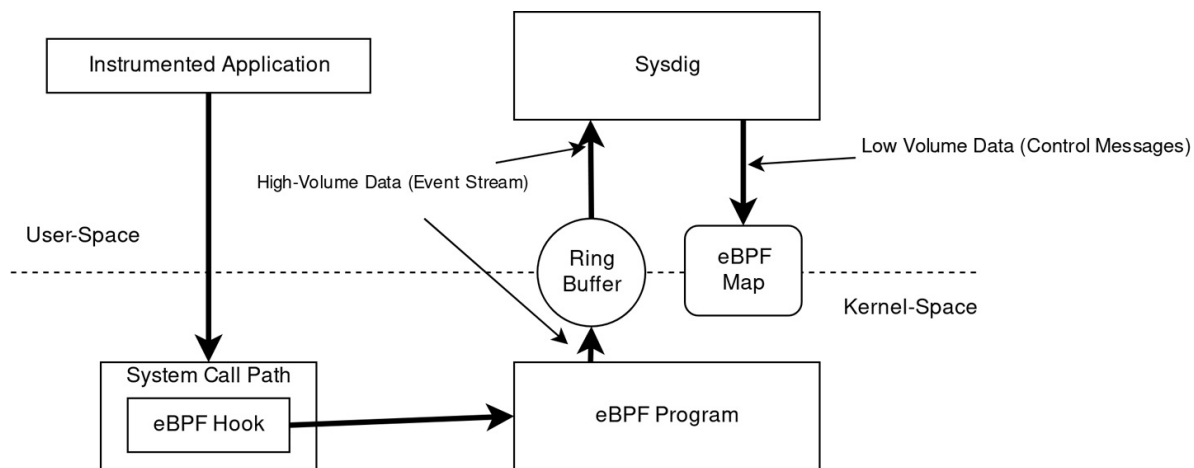 Instrumented Application
Sysdig
Low Volume Data (Control Messages)
High-Volume Data (Event Stream)
User-Space
Ring
Buffer
eBPF
Map
Kernel-Space
System Call Path
eBPF Hook
eBPF Program